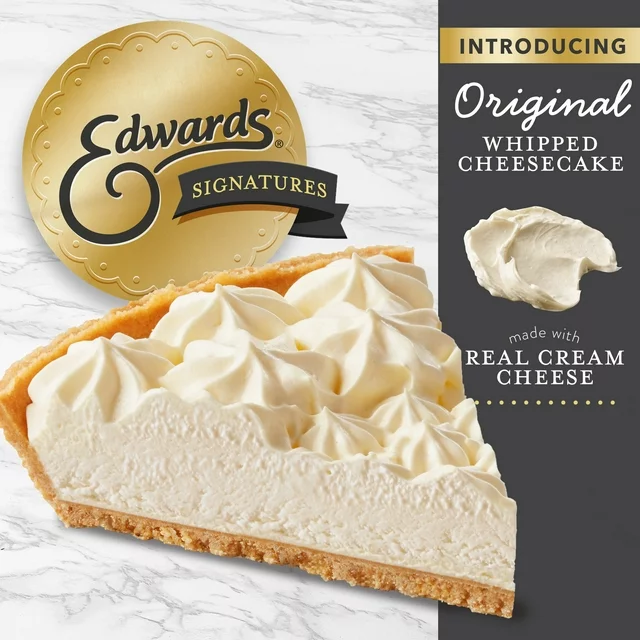 Edwards®
SIGNATURES
INTRODUCING
Original
WHIPPED
CHEESECAKE
made with
REAL CREAM
CHEESE